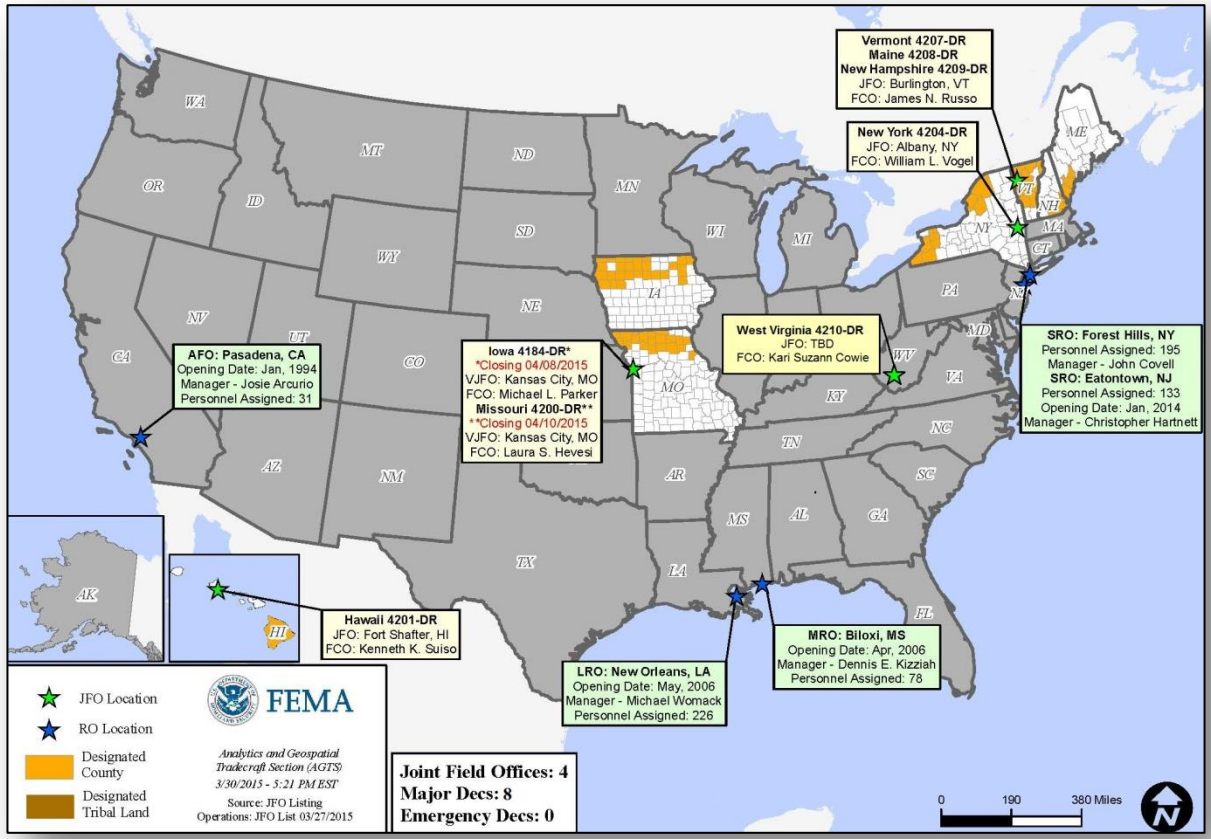 Vermont 4207-DR
Maine 4208-DR
New Hampshire 4209-DR
JFO: Burlington, VT
FCO: James N. Russo
New York 4204-DR
JFO: Albany, NY
FCO: William L. Vogel
WA
MT
ND
MN
ME
OR
ID
SD
WI
MI
VT
NH
NY
MA
CT
WY
IA
NE
PA
NJ
NV
UT
CO
CA
MD
WV
VA
MO
KY
AZ
NM
AR
TN
NC
SC
MS
AL
GA
TX
LA
FL
AK
HI
AFO: Pasadena, CA
Opening Date: Jan, 1994
Manager - Josie Arcurio
Personnel Assigned: 31
Iowa 4184-DR*
*Closing 04/08/2015
VJFO: Kansas City, MO
FCO: Michael L. Parker
Missouri 4200-DR**
**Closing 04/10/2015
VJFO: Kansas City, MO
FCO: Laura S. Hevesi
West Virginia 4210-DR
JFO: TBD
FCO: Kari Suzann Cowie
SRO: Forest Hills, NY
Personnel Assigned: 195
Manager - John Covell
SRO: Eatontown, NJ
Personnel Assigned: 133
Opening Date: Jan, 2014
Manager - Christopher Hartnett
Hawaii 4201-DR
JFO: Fort Shafter, HI
FCO: Kenneth K. Suiso
LRO: New Orleans, LA
Opening Date: May, 2006
Manager - Michael Womack
Personnel Assigned: 226
MRO: Biloxi, MS
Opening Date: Apr, 2006
Manager - Dennis E. Kizziah
Personnel Assigned: 78
JFO Location
RO Location
Designated
County
Designated
Tribal Land
FEMA
Analytics and Geospatial
Tradecraft Section (AGTS)
3/30/2015 - 5:21 PM EST
Source: JFO Listing
Operations: JFO List 03/27/2015
Joint Field Offices: 4
Major Decs: 8
Emergency Decs: 0
0 190 380 Miles
N